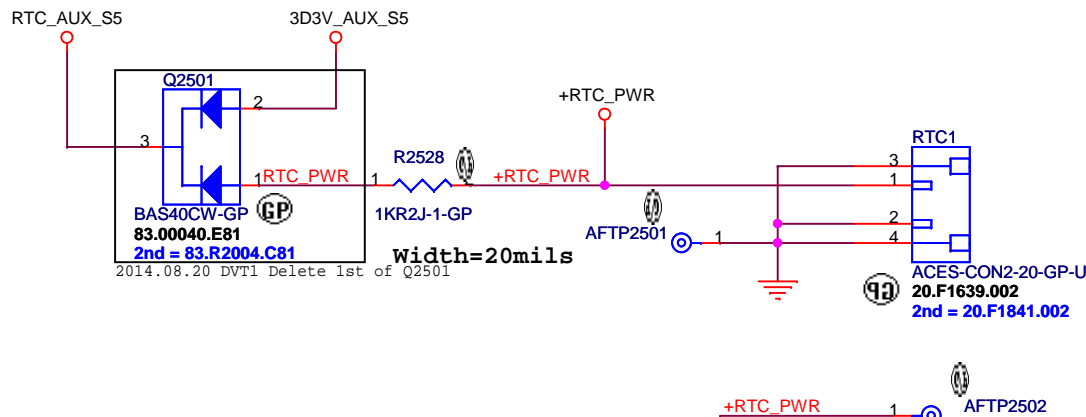 RTC_AUX_S5
3D3V_AUX_S5
Q2501
2
3
1
RTC_PWR
GP
BAS40CW-GP
83.00040.E81
2nd = 83.R2004.C81
2014.08.20 DVT1 Delete 1st of Q2501
1
R2528
1KR2J-1-GP
Width=20mils
+RTC_PWR
+RTC_PWR
AFTP2501
1
RTC1
3
1
2
4
ACES-CON2-20-GP-U
GP
20.F1639.002
2nd = 20.F1841.002
+RTC_PWR
1
AFTP2502